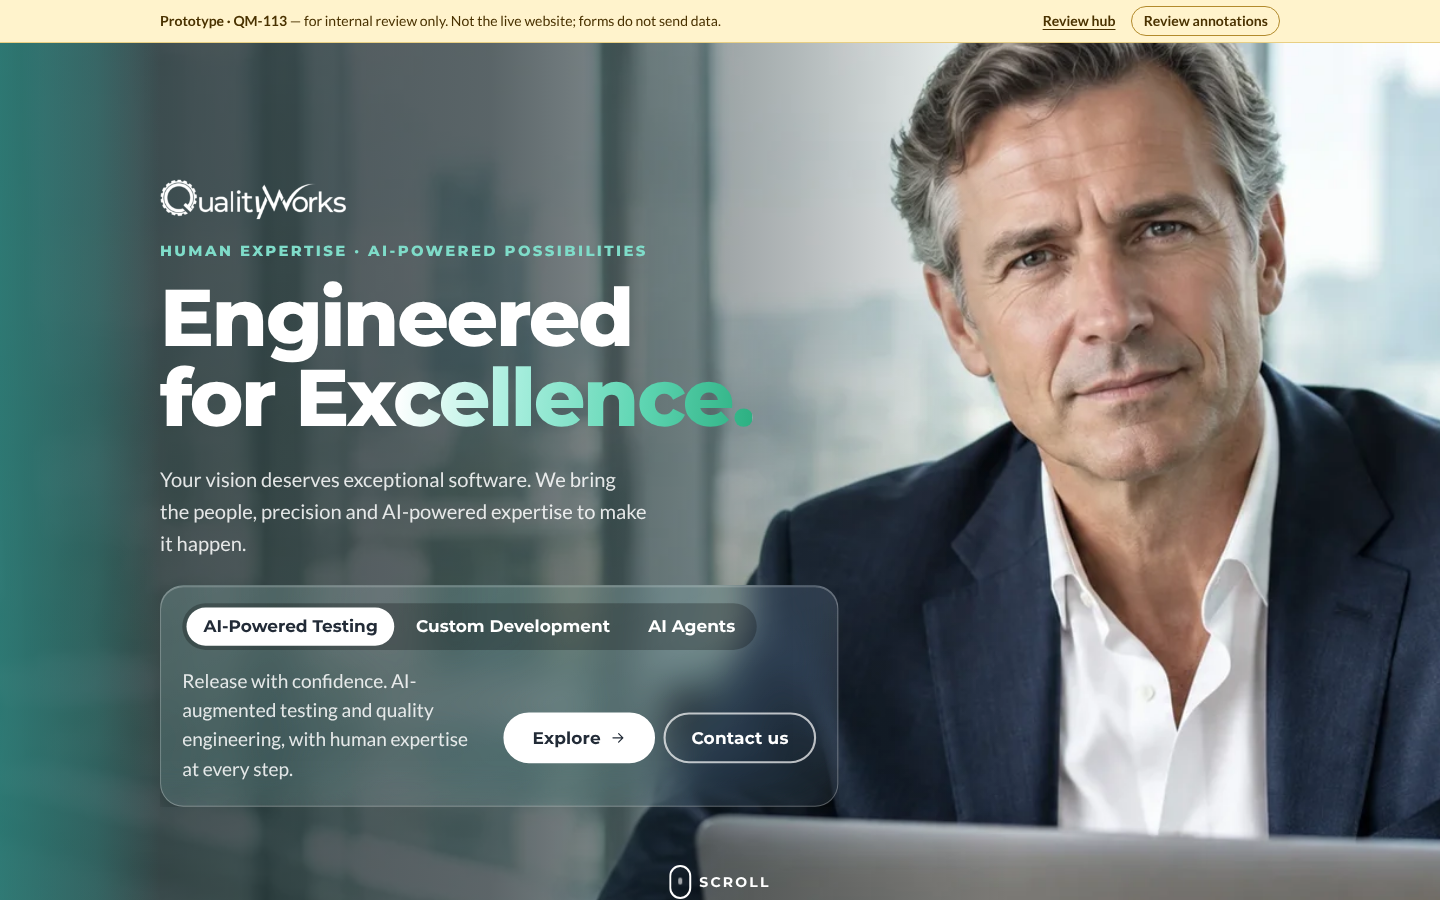 Prototype · QM-113 — for internal review only. Not the live website; forms do not send data.
Review hub
Review annotations
QualityWorks
HUMAN EXPERTISE · AI-POWERED POSSIBILITIES
Engineered
for Excellence.
Your vision deserves exceptional software. We bring
the people, precision and AI-powered expertise to make
it happen.
AI-Powered Testing
Custom Development
AI Agents
Release with confidence. AI-
augmented testing and quality
engineering, with human expertise
at every step.
Explore →
Contact us
SCROLL